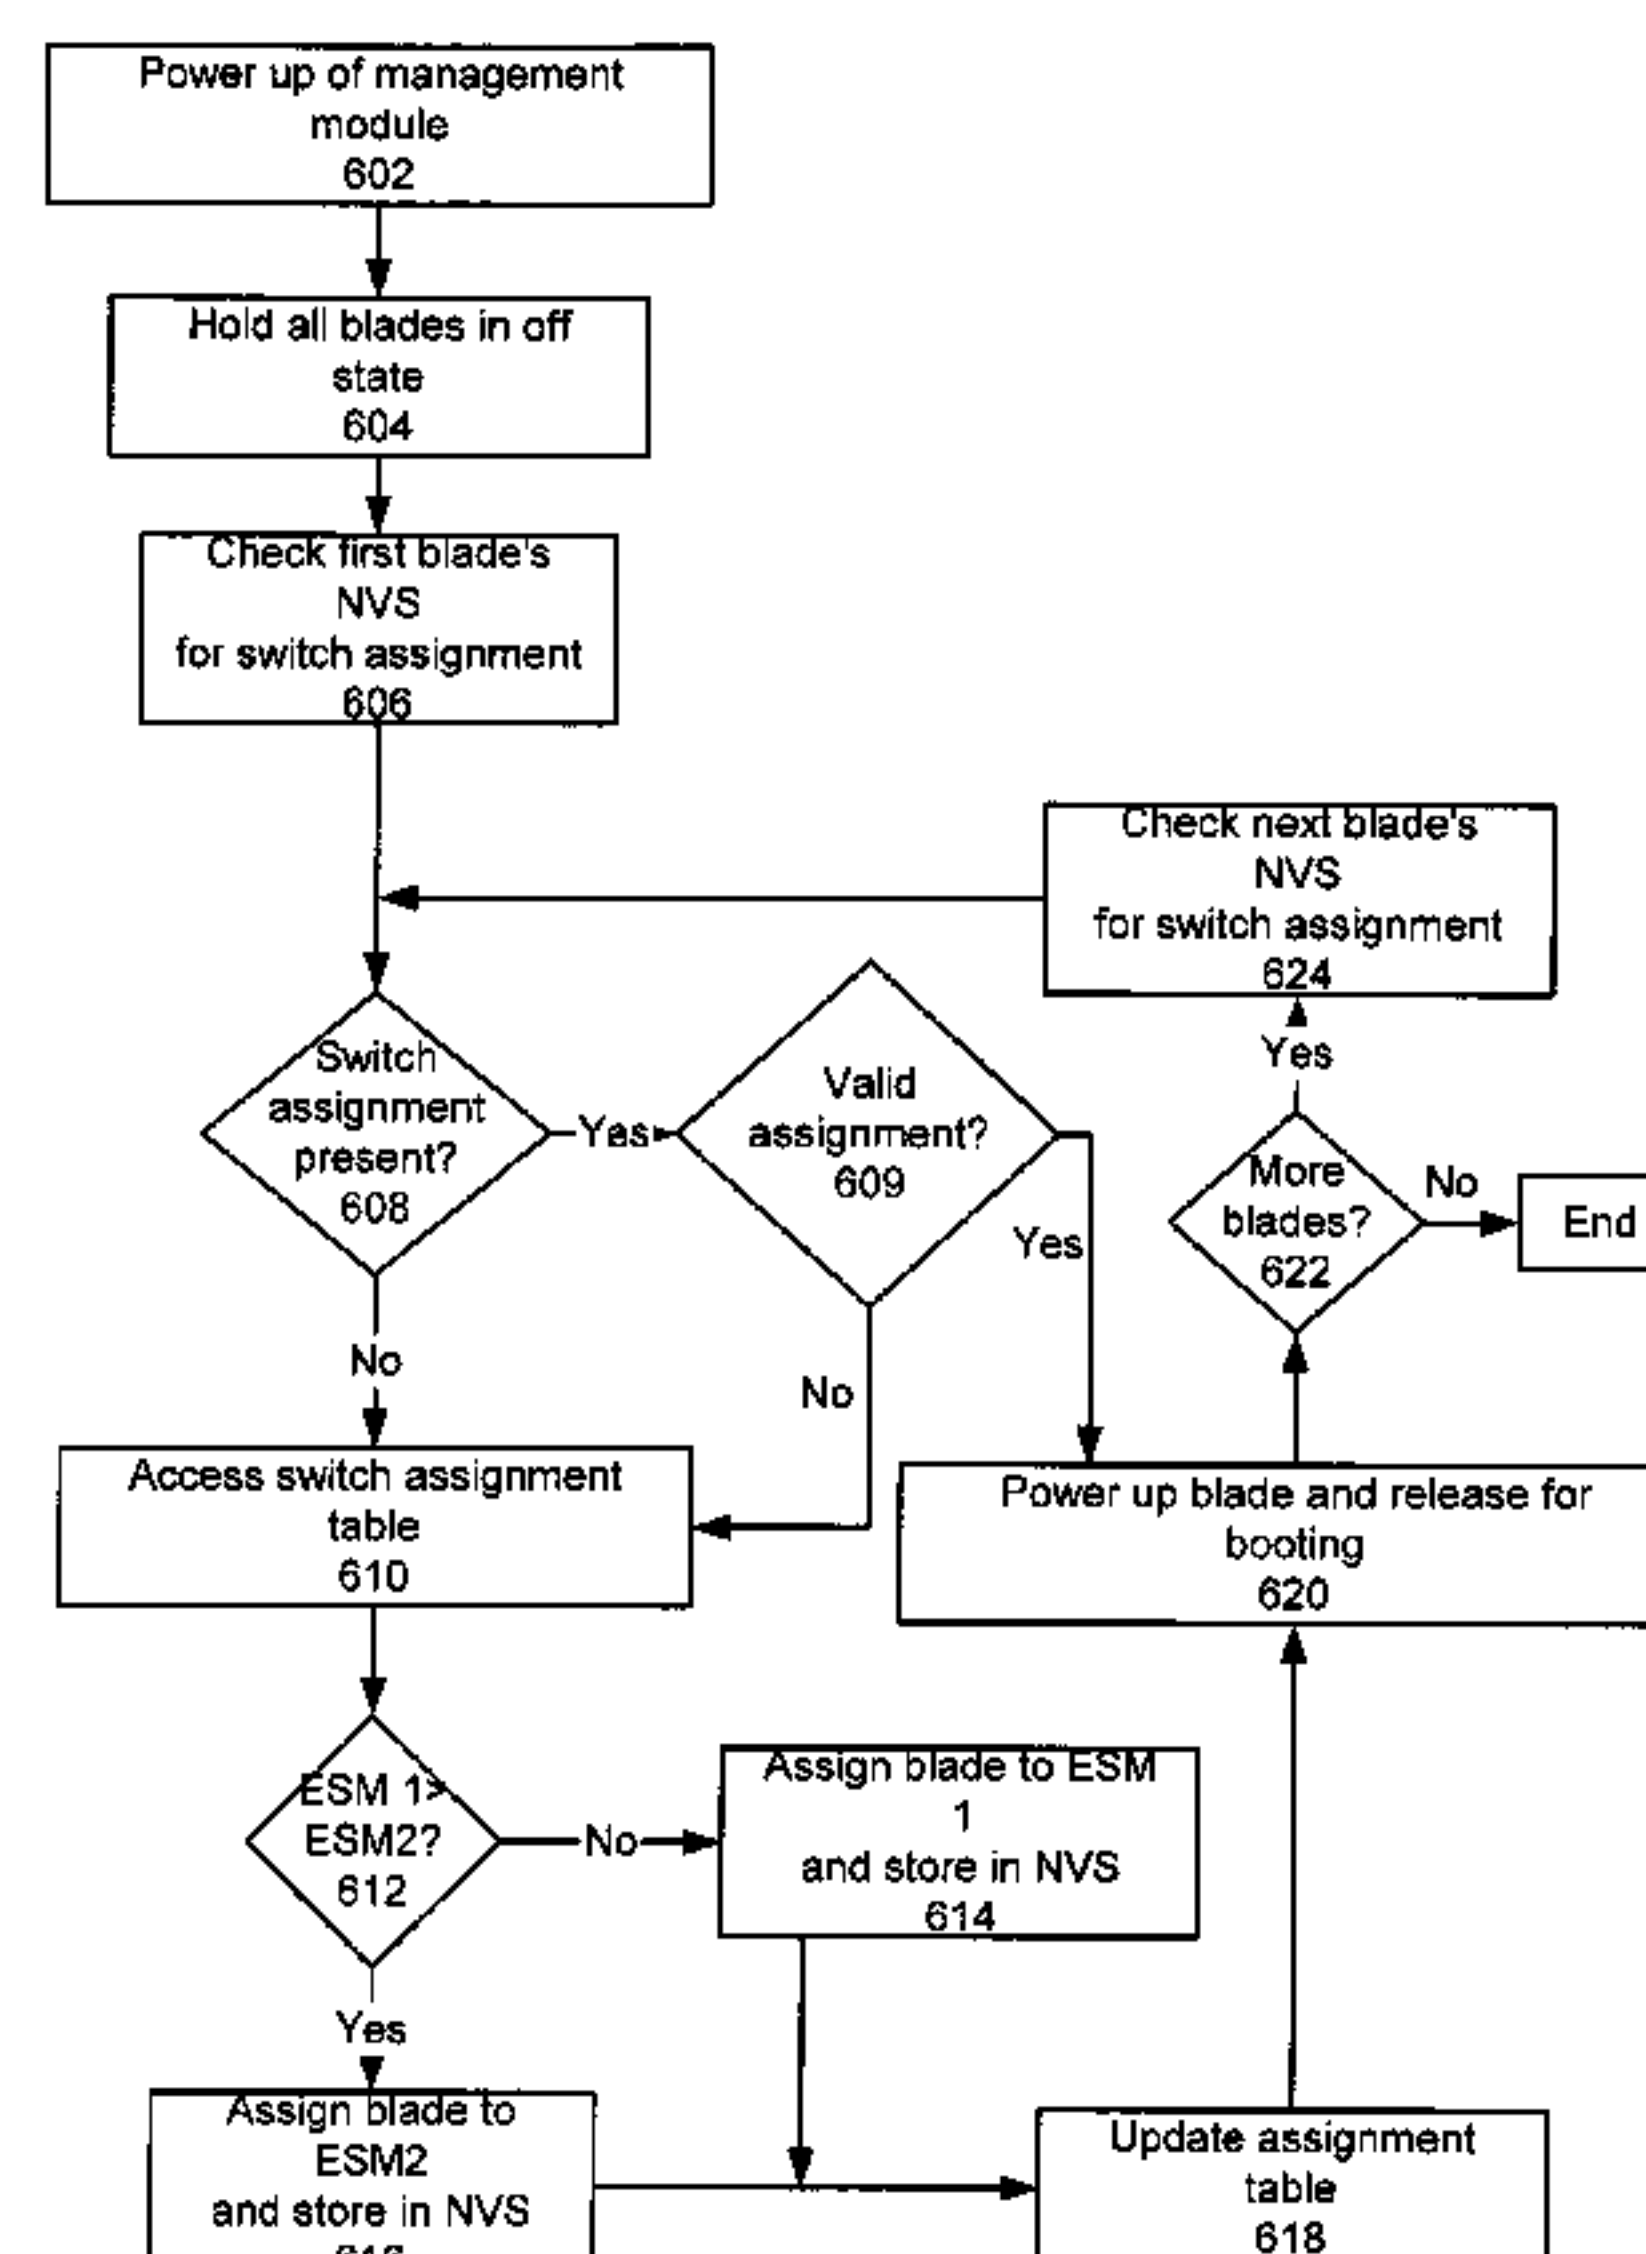 Power up of management
module
602
Hold all blades in off
state
604
Check first blade's
NVS
for switch assignment
606
Check next blade's
NVS
for switch assignment
624
Yes
Switch
assignment
present?
608
Yes
Valid
assignment?
609
Yes
More
blades?
622
No
End
No
No
Access switch assignment
table
610
Power up blade and release for
booting
620
ESM 1>
ESM2?
612
No
Assign blade to ESM
1
and store in NVS
614
Yes
Assign blade to
ESM2
and store in NVS
Update assignment
table
618